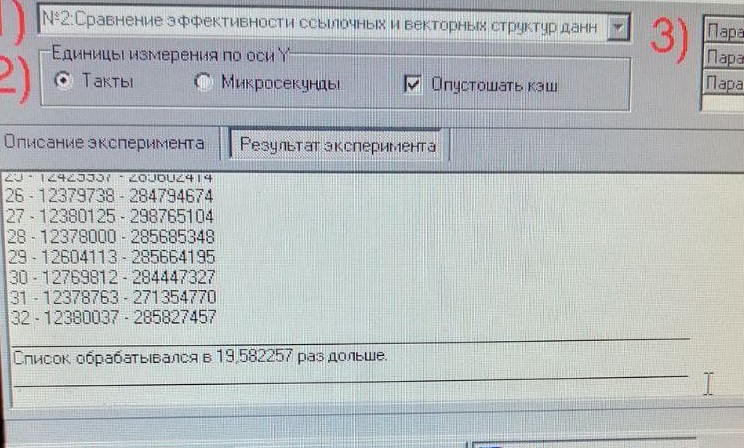 1)
№2:Сравнение эффективности ссылочных и векторных структур данн
3)
Единицы измерения по оси Y
2)
Такты
Микросекунды
Опустошать кэш
Пара
Пара
Пара
Описание эксперимента
Результат эксперимента
26 - 12379738 - 284794674
27 - 12380125 - 298765104
28 - 12378000 - 285685348
29 - 12604113 - 285664195
30 - 12769812 - 284447327
31 - 12378763 - 271354770
32 - 12380037 - 285827457
Список обрабатывался в 19,582257 раз дольше.